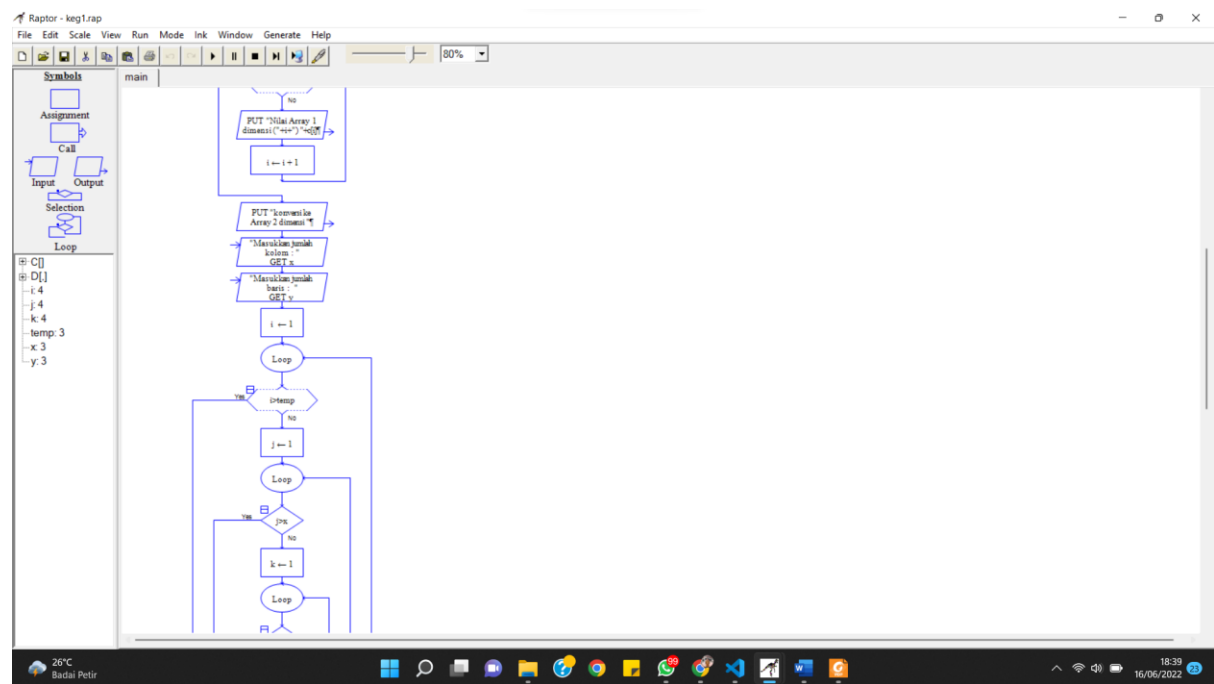 Raptor - keg1.rap
File Edit Scale View Run Mode Ink Window Generate Help
80%
Symbols
Assignment
Call
Input Output
Selection
Loop
C[]
D[,]
i: 4
j: 4
k: 4
temp: 3
x: 3
y: 3
main
No
PUT "Nilai Array 1
dimensi ("+i+") "+c[i]¶
i ← i + 1
PUT "konversi ke
Array 2 dimensi "¶
"Masukkan jumlah
kolom : "
GET x
"Masukkan jumlah
baris : "
GET y
i ← 1
Loop
Yes
i>temp
No
j ← 1
Loop
Yes
j>x
No
k ← 1
Loop
26°C
Badai Petir
99
18:39
16/06/2022
23